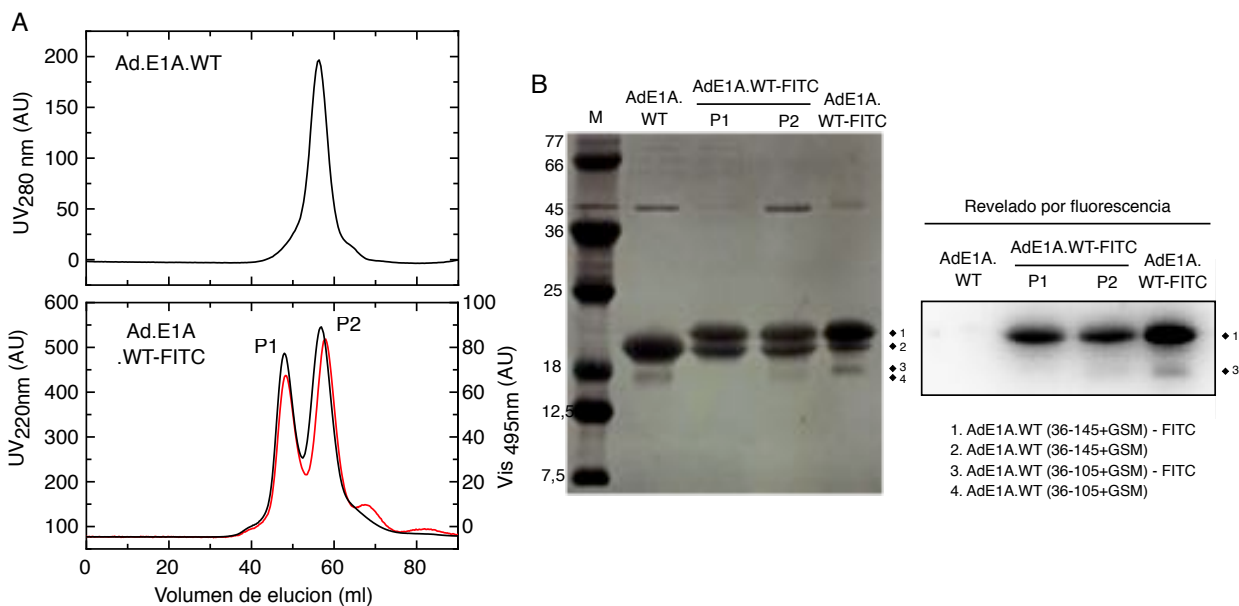 A
Ad.E1A.WT
UV280 nm (AU)
200
150
100
50
0
Ad.E1A
.WT-FITC
P1
P2
UV220nm (AU)
600
500
400
300
200
100
Vis 495nm (AU)
100
80
60
40
20
0
0 20 40 60 80
Volumen de elucion (ml)
B
M
AdE1A.
WT
AdE1A.WT-FITC
P1 P2
AdE1A.
WT-FITC
77
66
45
36
25
18
12,5
7,5
1
2
3
4
Revelado por fluorescencia
AdE1A.
WT
AdE1A.WT-FITC
P1 P2
AdE1A.
WT-FITC
1
3
1. AdE1A.WT (36-145+GSM) - FITC
2. AdE1A.WT (36-145+GSM)
3. AdE1A.WT (36-105+GSM) - FITC
4. AdE1A.WT (36-105+GSM)